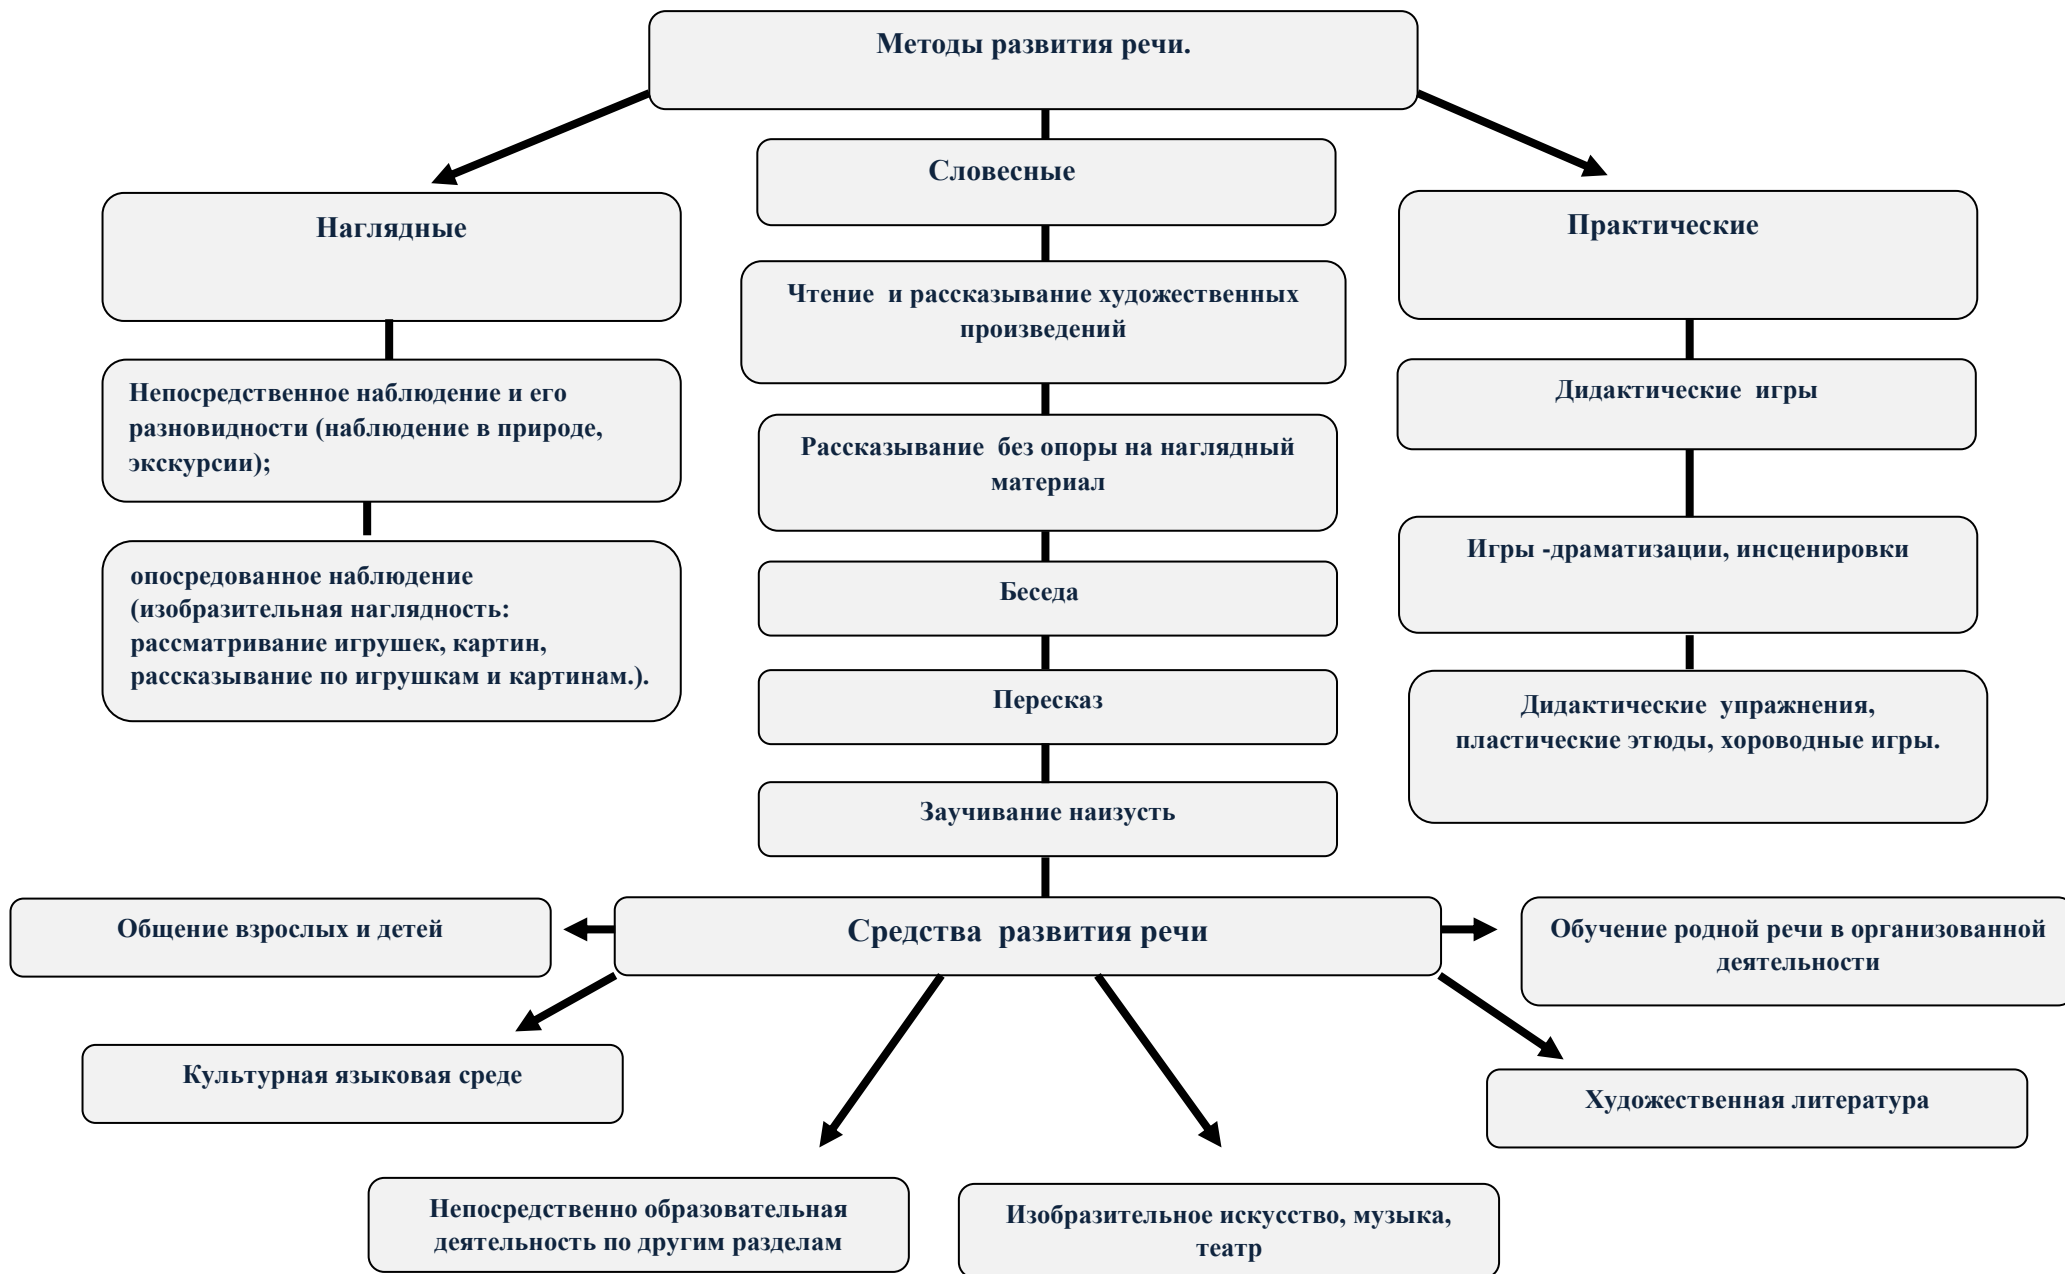 Методы развития речи.
Словесные
Наглядные
Практические
Чтение и рассказывание художественных
произведений
Непосредственное наблюдение и его
разновидности (наблюдение в природе,
экскурсии);
Дидактические игры
Рассказывание без опоры на наглядный
материал
Игры -драматизации, инсценировки
опосредованное наблюдение
(изобразительная наглядность:
рассматривание игрушек, картин,
рассказывание по игрушкам и картинам.).
Беседа
Пересказ
Дидактические упражнения,
пластические этюды, хороводные игры.
Заучивание наизусть
Общение взрослых и детей
Средства развития речи
Обучение родной речи в организованной
деятельности
Культурная языковая среде
Художественная литература
Непосредственно образовательная
деятельность по другим разделам
Изобразительное искусство, музыка,
театр